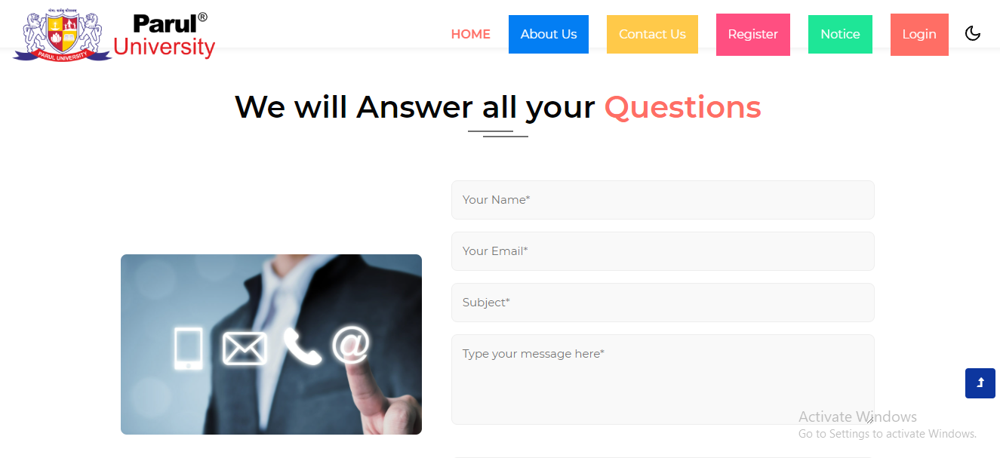 Parul®
University
PARUL UNIVERSITY
HOME
About Us
Contact Us
Register
Notice
Login
We will Answer all your Questions
Your Name*
Your Email*
Subject*
Type your message here*
@
Activate Windows
Go to Settings to activate Windows.